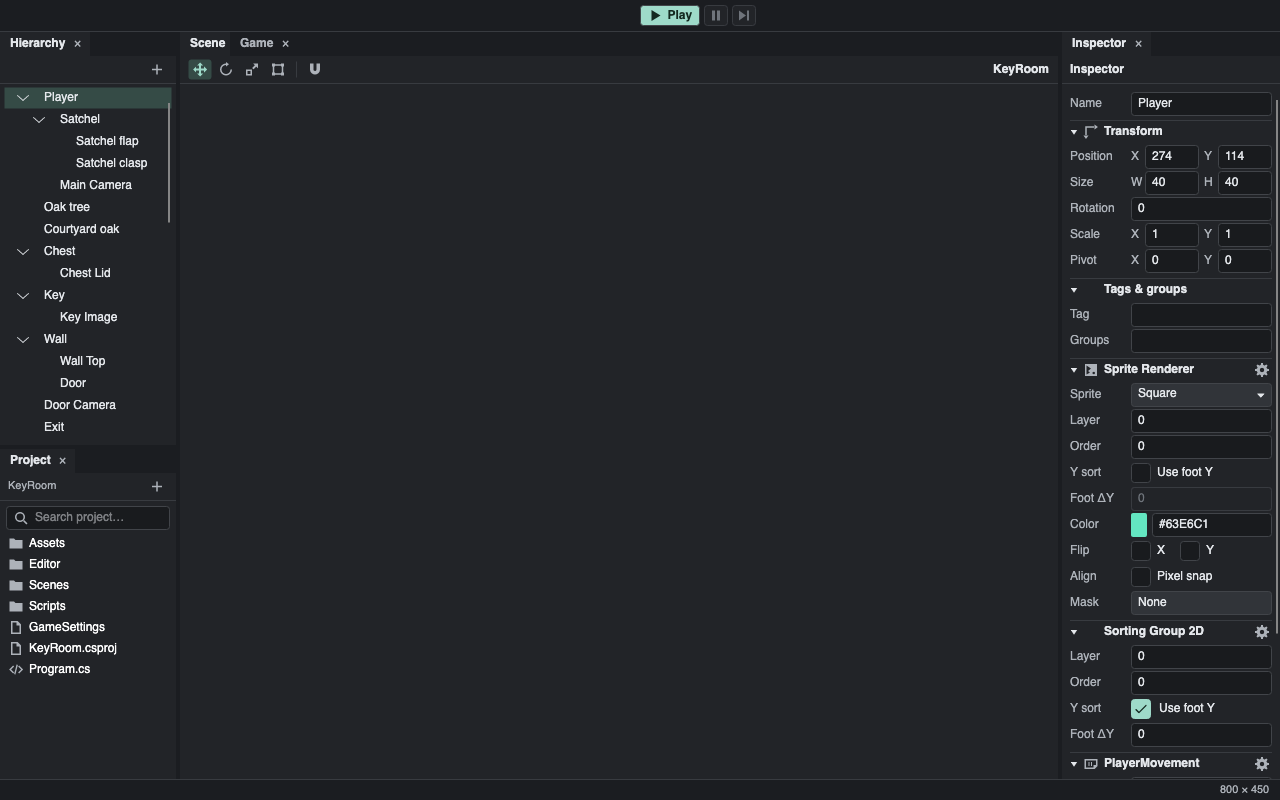 Play
Hierarchy
Player
Satchel
Satchel flap
Satchel clasp
Main Camera
Oak tree
Courtyard oak
Chest
Chest Lid
Key
Key Image
Wall
Wall Top
Door
Door Camera
Exit
Project
KeyRoom
Search project...
Assets
Editor
Scenes
Scripts
GameSettings
KeyRoom.csproj
Program.cs
Scene Game
KeyRoom
Inspector
Inspector
Name Player
Transform
Position X 274 Y 114
Size W 40 H 40
Rotation 0
Scale X 1 Y 1
Pivot X 0 Y 0
Tags & groups
Tag
Groups
Sprite Renderer
Sprite Square
Layer 0
Order 0
Y sort Use foot Y
Foot ΔY 0
Color #63E6C1
Flip X Y
Align Pixel snap
Mask None
Sorting Group 2D
Layer 0
Order 0
Y sort Use foot Y
Foot ΔY 0
PlayerMovement
800 × 450